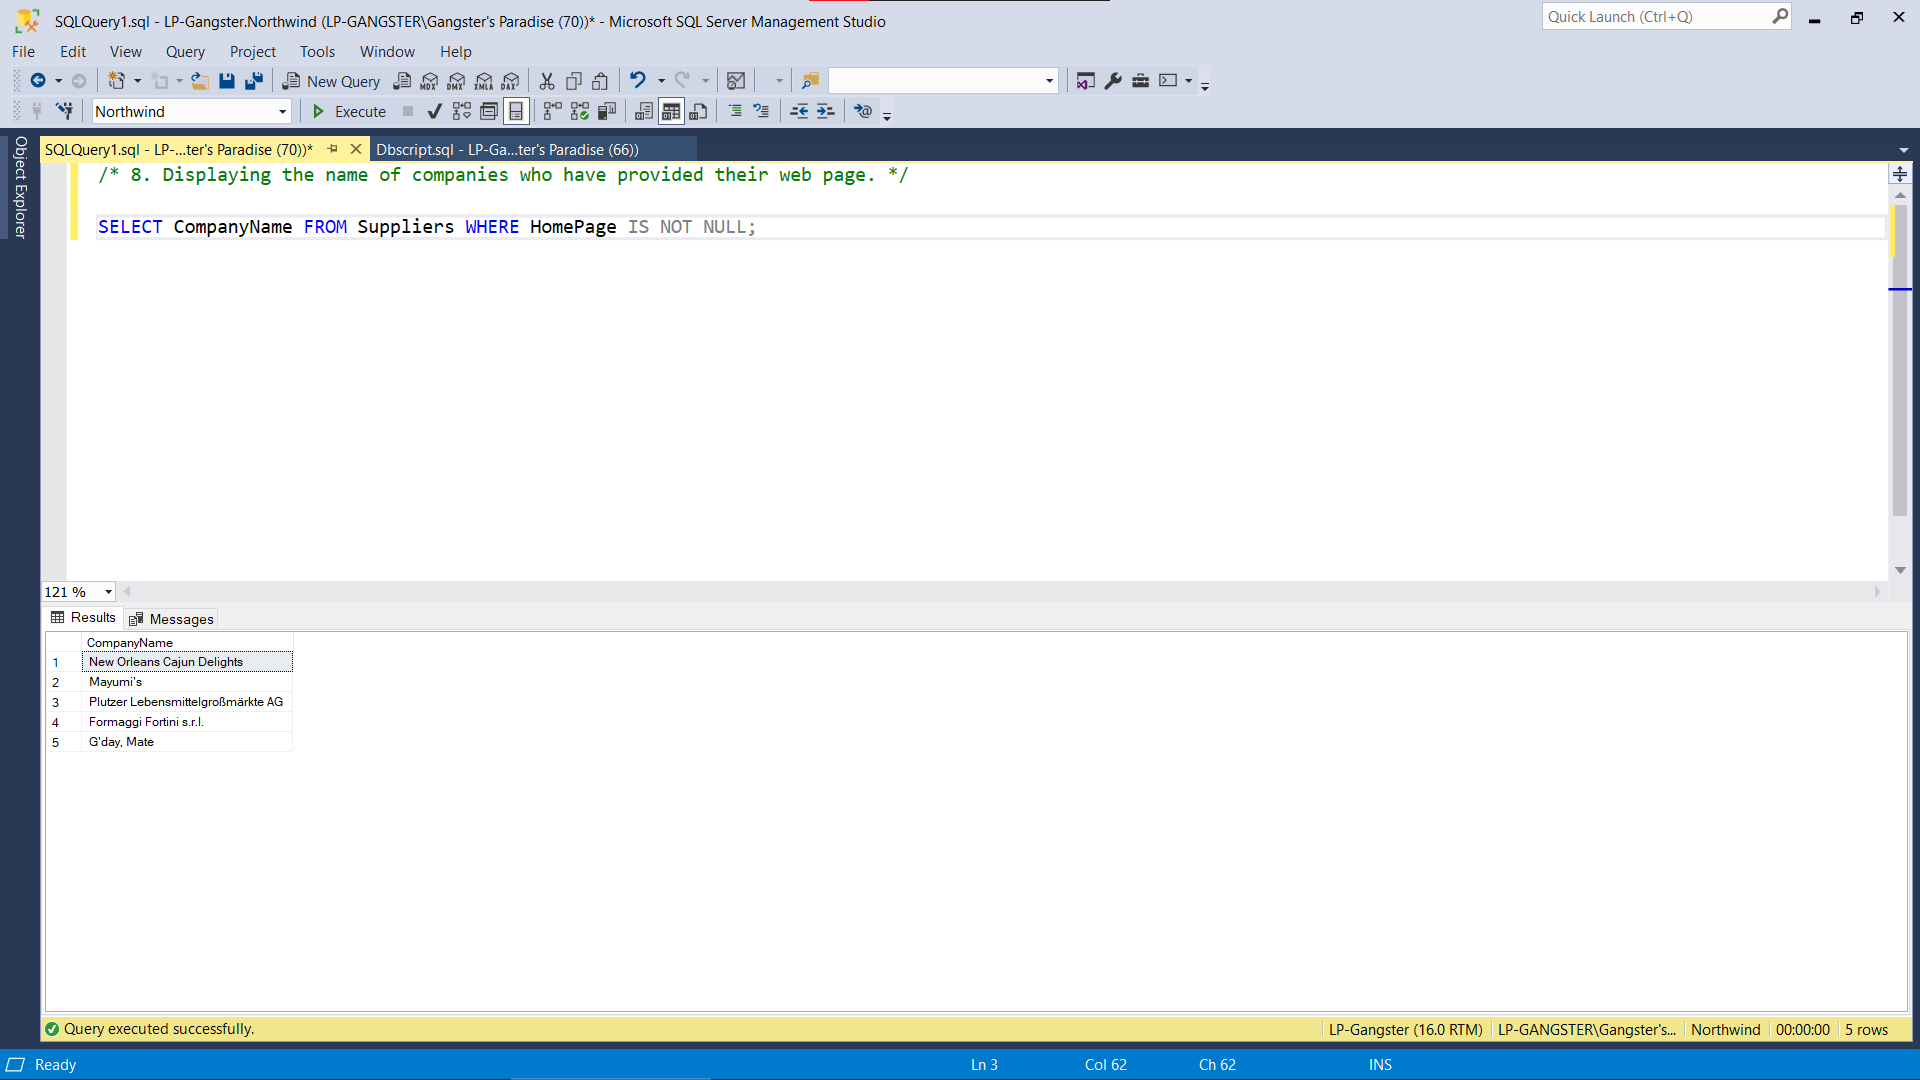 SQLQuery1.sql - LP-Gangster.Northwind (LP-GANGSTER\Gangster's Paradise (70))* - Microsoft SQL Server Management Studio
Quick Launch (Ctrl+Q)
File Edit View Query Project Tools Window Help
New Query MDX DMX XMLA DAX
Northwind Execute
Object Explorer
SQLQuery1.sql - LP-...ter's Paradise (70))* Dbscript.sql - LP-Ga...ter's Paradise (66))
/* 8. Displaying the name of companies who have provided their web page. */
SELECT CompanyName FROM Suppliers WHERE HomePage IS NOT NULL;
121 %
Results Messages
CompanyName
1 New Orleans Cajun Delights
2 Mayumi's
3 Plutzer Lebensmittelgroßmärkte AG
4 Formaggi Fortini s.r.l.
5 G'day, Mate
Query executed successfully. LP-Gangster (16.0 RTM) LP-GANGSTER\Gangster's... Northwind 00:00:00 5 rows
Ready Ln 3 Col 62 Ch 62 INS